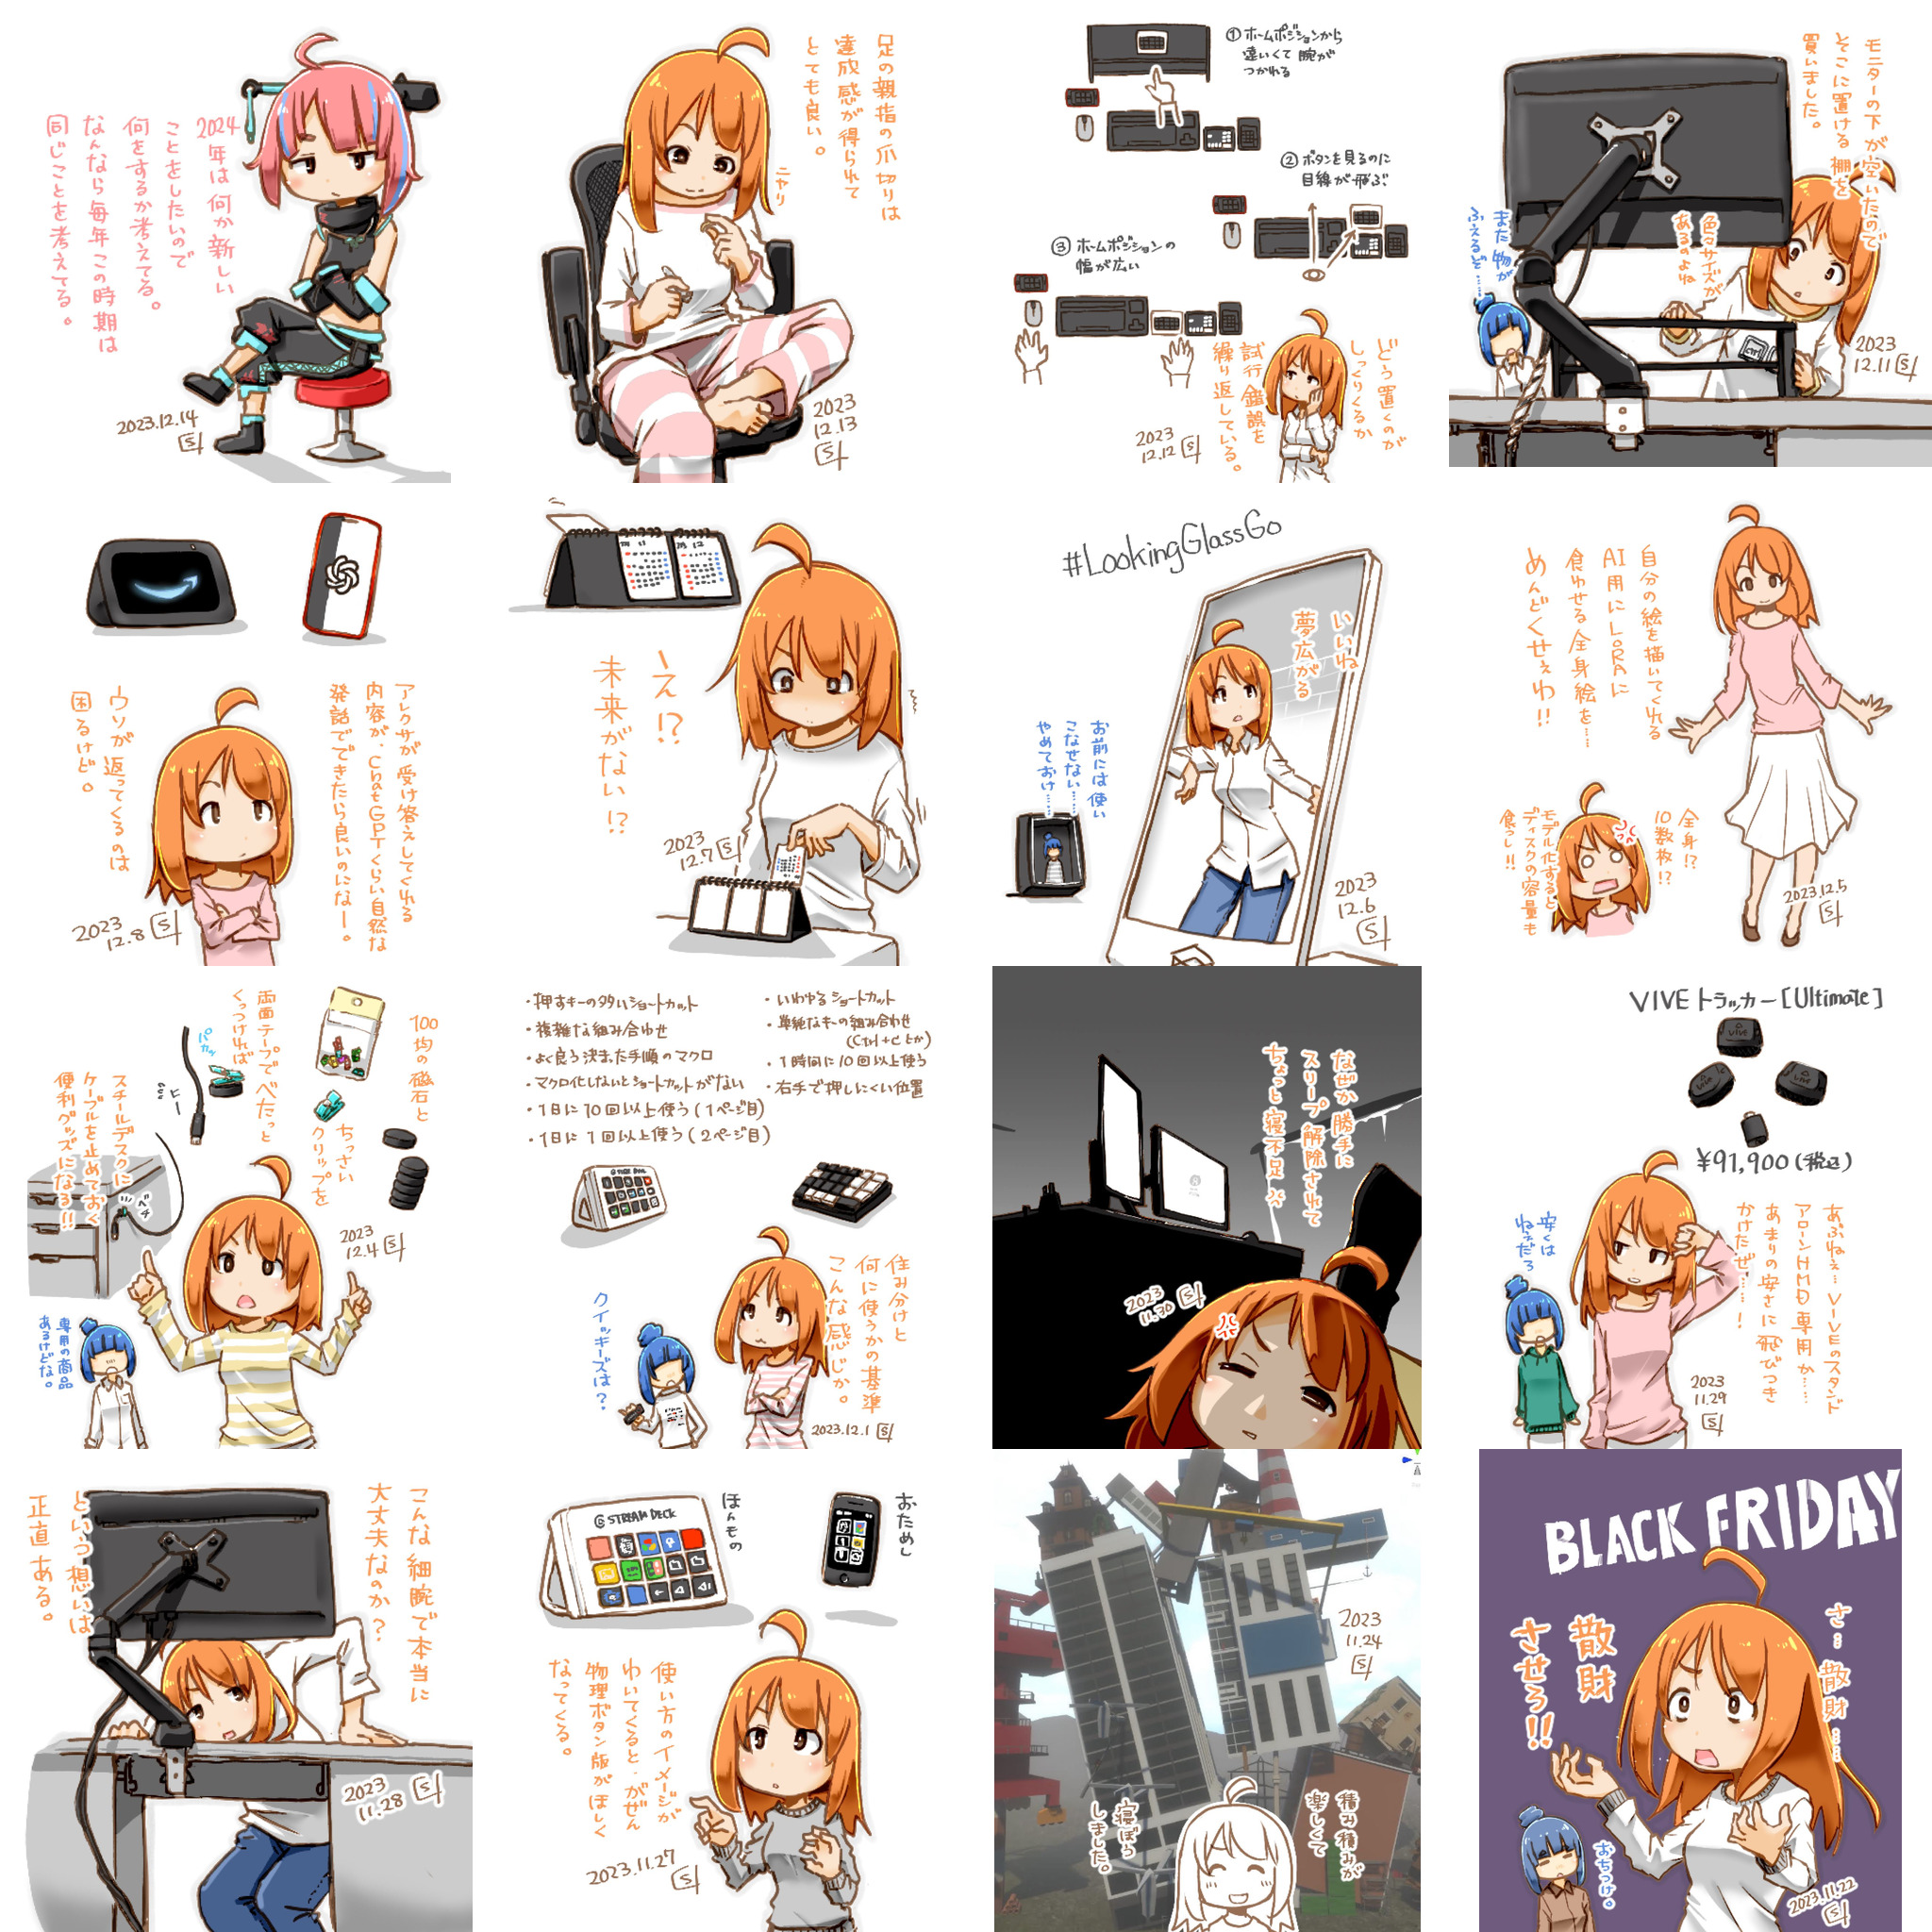 2024年は何か新しい
ことをしたいので
何をするか考えてる。
なんなら毎年この時期は
同じことを考えてる。
2023.12.14
足の親指の爪切りは
達成感が得られて
とても良い。
ニヤリ
2023
12.13
①ホームポジションから
遠いくて腕が
つかれる
②ボタンを見るのに
目線が飛ぶ
③ホームポジションの
幅が広い
どう置くのが
しっくりくるか
試行錯誤を
繰り返している。
2023
12.12
モニターの下が空いたので
そこに置ける棚を
買いました。
色々サイズが
あるのよね
また物が
ふえるぞ……
Ctrl
2023
12.11
アレクサが受け答えしてくれる
内容が、ChatGPTくらい自然な
発話でできたら良いのになー。
ウソが返ってくるのは
困るけど。
2023
12.8
11
12
え!?
未来がない!?
2023
12.7
#LookingGlassGo
いいね
夢広がる
お前には使い
こなせない……
やめておけ……
2023
12.6
自分の絵を描いてくれる
AI用にLoRAに
食わせる全身絵を……
めんどくせぇわ!!
全身!?
10数枚!?
モデル化すると
ディスクの容量も
食うし!!
2023.12.5
100均の磁石と
ちっさい
クリップを
両面テープでべたっと
くっつければ
パカッ
スチールデスクに
ケーブルを止めておく
便利グッズになる!!
ベチ
専用の商品
あるけどな。
2023
12.4
・押すキーの多いショートカット
・複雑な組み合わせ
・よく良う決まった手順のマクロ
・マクロ化しないとショートカットがない
・1日に10回以上使う(1ページ目)
・1日に1回以上使う(2ページ目)
・いわゆるショートカット
・単純なキーの組み合わせ
(Ctrl+Cとか)
・1時間に10回以上使う
・右手で押しにくい位置
STREAM DECK
住み分けと
何に使うかの基準
こんな感じか。
クイッキーズは?
2023.12.1
なぜか勝手に
スリープ解除されて
ちょっと寝不足
2023
11.30
VIVEトラッカー[Ultimate]
VIVE
VIVE
VIVE
¥91,900(税込)
あぶねぇ…VIVEのスタンド
アローンHMD専用か……
あまりの安さに飛びつき
かけたぜ……!
安くは
ねぇだろ
2023
11.29
こんな細腕で本当に
大丈夫なのか?
という想いは
正直ある。
2023
11.28
STREAM DECK
ほんもの
おためし
使い方のイメージが
わいてくると、がぜん
物理ボタン版がほしく
なってくる。
2023.11.27
2023
11.24
積み積みが
楽しくて
寝ぼう
しました。
BLACK FRIDAY
さ…散財……
散財
させろ!!
おちつけ。
2023.11.22